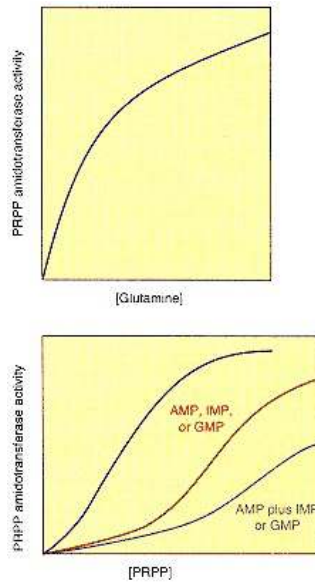 PRPP amidotransferase activity
[Glutamine]
PRPP amidotransferase activity
AMP, IMP,
or GMP
AMP plus IMP
or GMP
[PRPP]